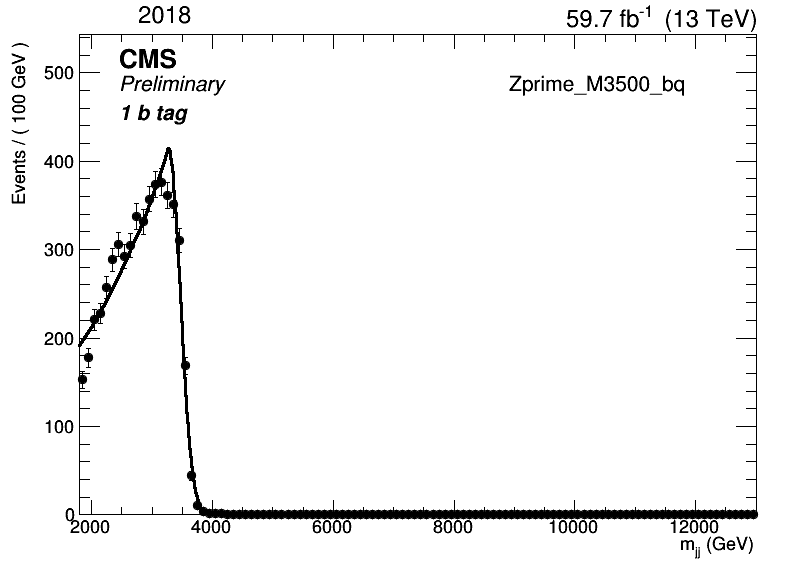 2018
59.7 fb⁻¹ (13 TeV)
CMS
Preliminary
1 b tag
Zprime_M3500_bq
Events / ( 100 GeV )
500
400
300
200
100
0
2000 4000 6000 8000 10000 12000
m_jj (GeV)